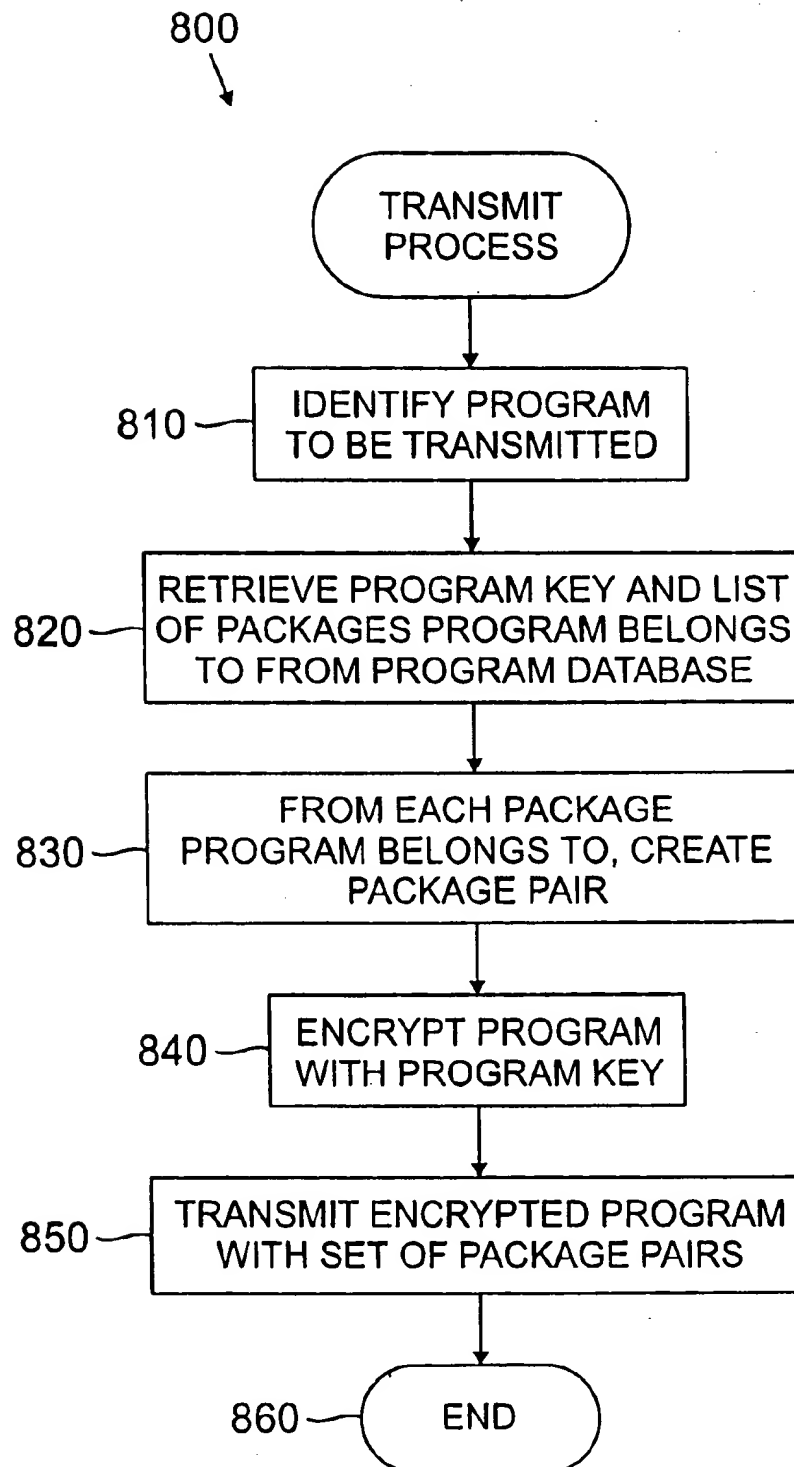 800
TRANSMIT
PROCESS
810
IDENTIFY PROGRAM
TO BE TRANSMITTED
820
RETRIEVE PROGRAM KEY AND LIST
OF PACKAGES PROGRAM BELONGS
TO FROM PROGRAM DATABASE
830
FROM EACH PACKAGE
PROGRAM BELONGS TO, CREATE
PACKAGE PAIR
840
ENCRYPT PROGRAM
WITH PROGRAM KEY
850
TRANSMIT ENCRYPTED PROGRAM
WITH SET OF PACKAGE PAIRS
860
END